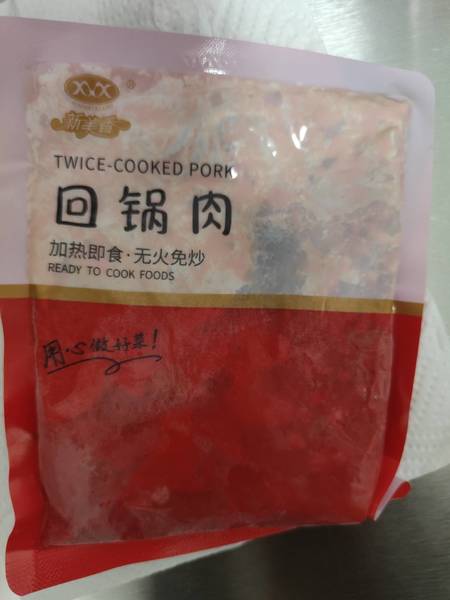 XVX
®
新美香
TWICE-COOKED PORK
回锅肉
加热即食·无火免炒
READY TO COOK FOODS
用·心做好菜!